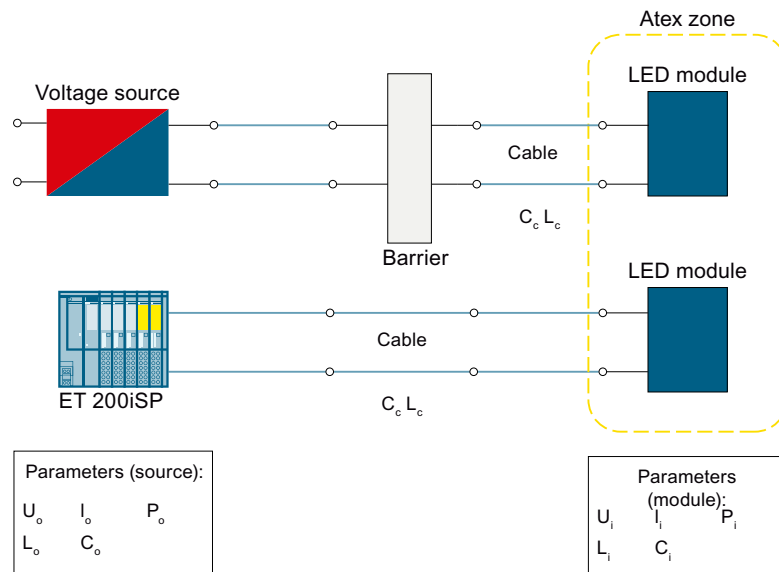 Atex zone
Voltage source
LED module
Cable
C_c L_c
Barrier
LED module
Cable
ET 200iSP
C_c L_c
Parameters (source):
U_o I_o P_o
L_o C_o
Parameters
(module):
U_i I_i P_i
L_i C_i